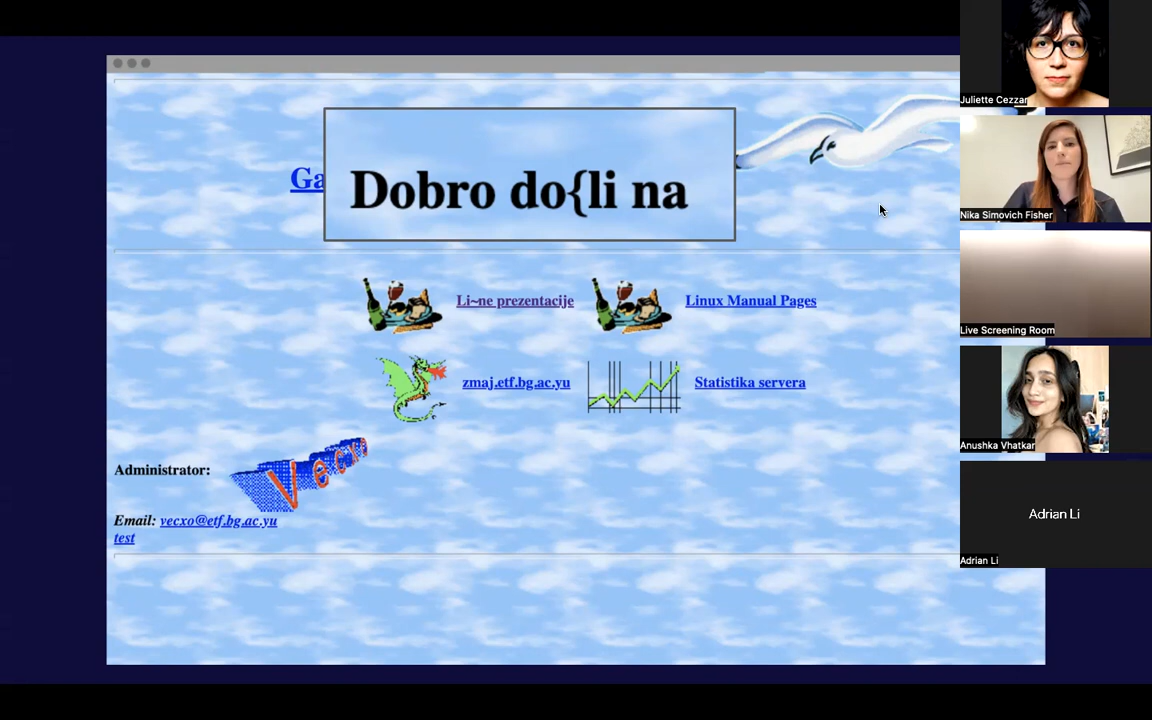 Ga
Dobro do{li na
Li~ne prezentacije
Linux Manual Pages
zmaj.etf.bg.ac.yu
Statistika servera
Administrator:
Vecxo
Email: vecxo@etf.bg.ac.yu
test
Juliette Cezzar
Nika Simovich Fisher
Live Screening Room
Anushka Vhatkar
Adrian Li
Adrian Li